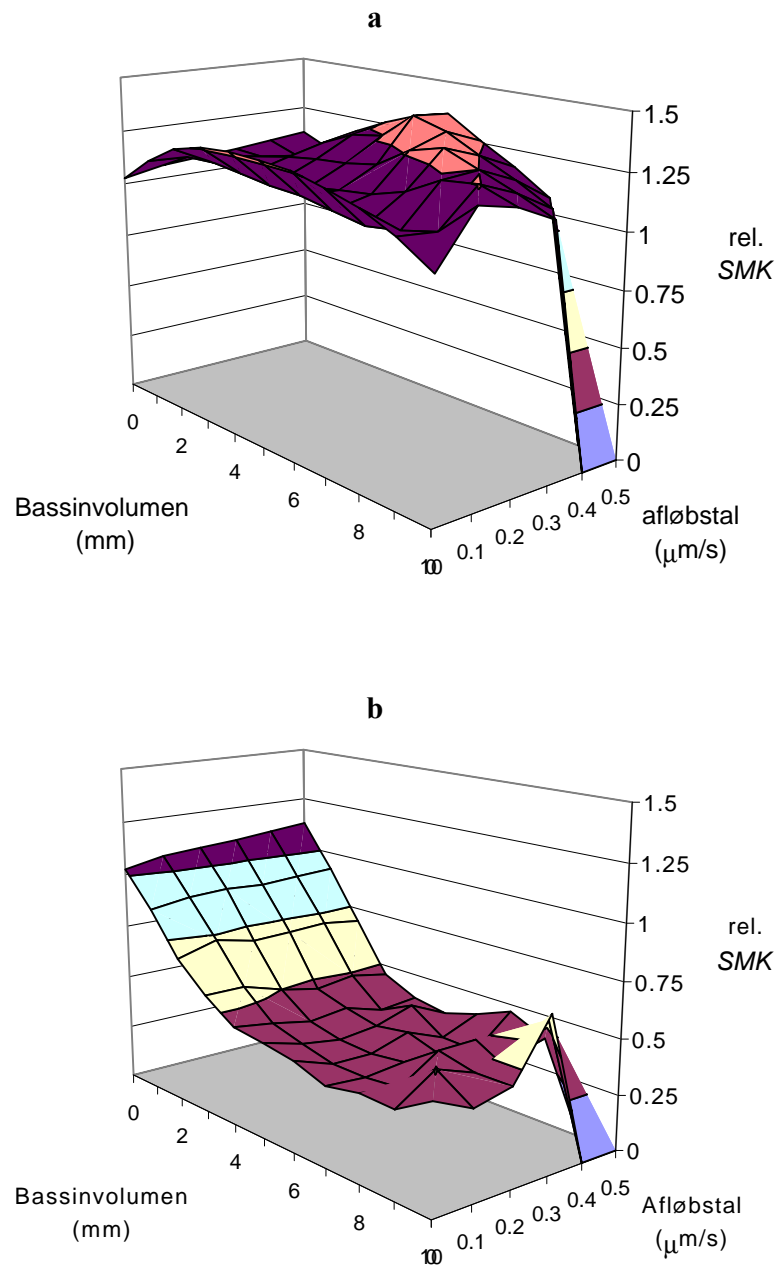 a
1.5
1.25
1
0.75
0.5
0.25
0
rel.
SMK
0
2
4
6
8
10
0
0.1
0.2
0.3
0.4
0.5
Bassinvolumen
(mm)
afløbstal
(μm/s)
b
1.5
1.25
1
0.75
0.5
0.25
0
rel.
SMK
0
2
4
6
8
10
0
0.1
0.2
0.3
0.4
0.5
Bassinvolumen
(mm)
Afløbstal
(μm/s)